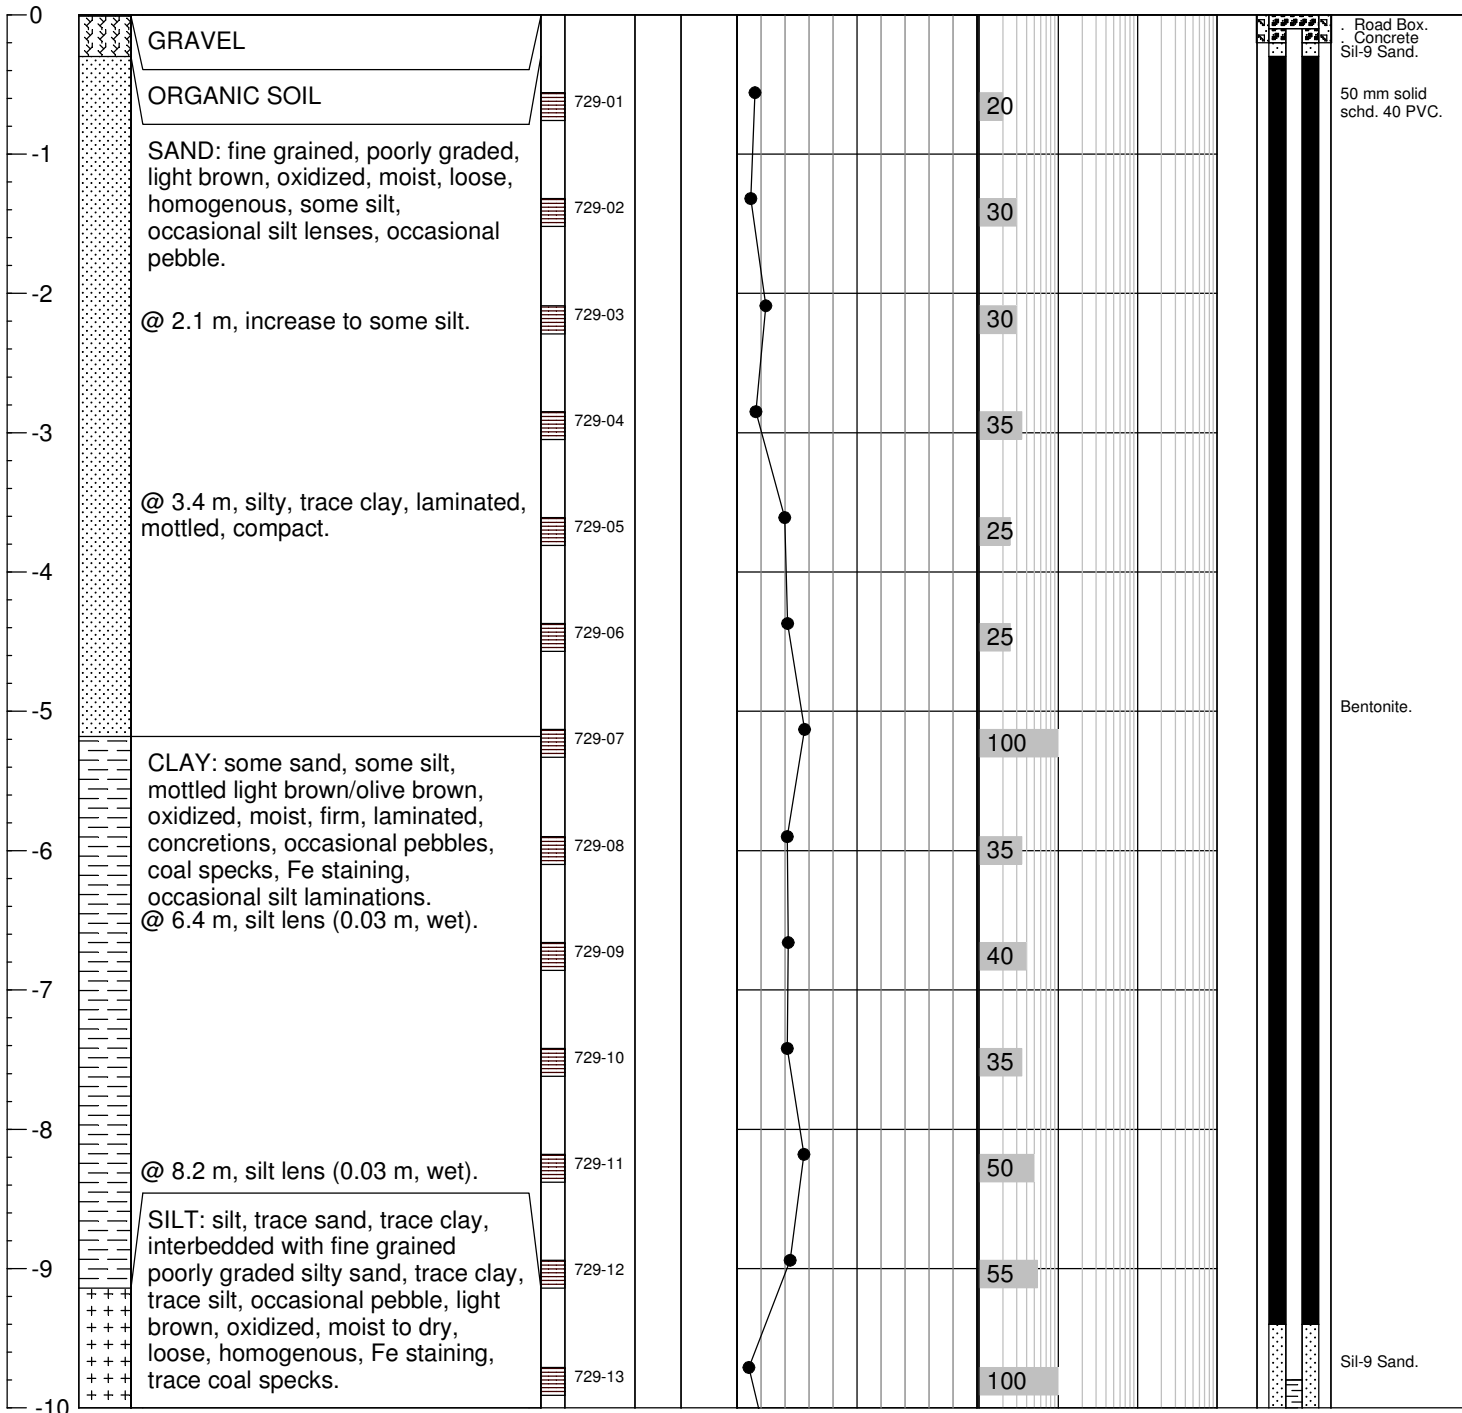 0
-1
-2
-3
-4
-5
-6
-7
-8
-9
-10
GRAVEL
ORGANIC SOIL
SAND: fine grained, poorly graded,
light brown, oxidized, moist, loose,
homogenous, some silt,
occasional silt lenses, occasional
pebble.
@ 2.1 m, increase to some silt.
@ 3.4 m, silty, trace clay, laminated,
mottled, compact.
CLAY: some sand, some silt,
mottled light brown/olive brown,
oxidized, moist, firm, laminated,
concretions, occasional pebbles,
coal specks, Fe staining,
occasional silt laminations.
@ 6.4 m, silt lens (0.03 m, wet).
@ 8.2 m, silt lens (0.03 m, wet).
SILT: silt, trace sand, trace clay,
interbedded with fine grained
poorly graded silty sand, trace clay,
trace silt, occasional pebble, light
brown, oxidized, moist to dry,
loose, homogenous, Fe staining,
trace coal specks.
729-01
729-02
729-03
729-04
729-05
729-06
729-07
729-08
729-09
729-10
729-11
729-12
729-13
20
30
30
35
25
25
100
35
40
35
50
55
100
. Road Box.
. Concrete
Sil-9 Sand.
50 mm solid
schd. 40 PVC.
Bentonite.
Sil-9 Sand.